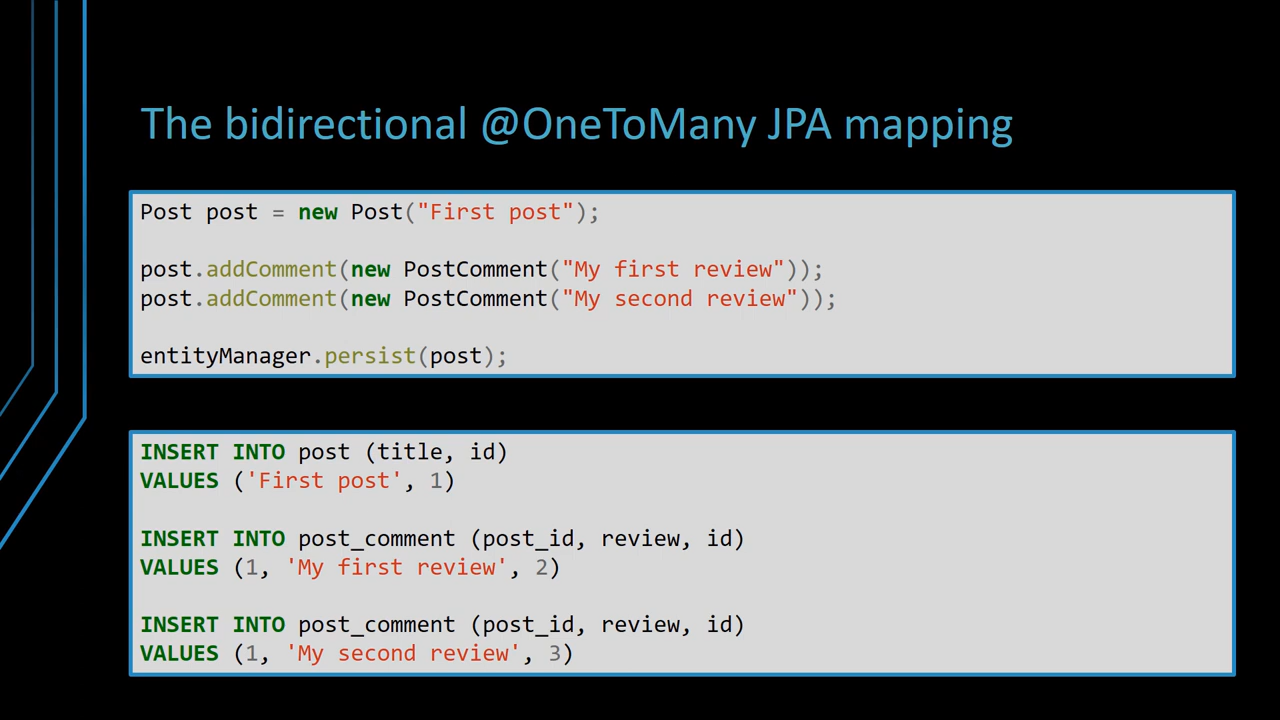 The bidirectional @OneToMany JPA mapping
Post post = new Post("First post");
post.addComment(new PostComment("My first review"));
post.addComment(new PostComment("My second review"));
entityManager.persist(post);
INSERT INTO post (title, id)
VALUES ('First post', 1)
INSERT INTO post_comment (post_id, review, id)
VALUES (1, 'My first review', 2)
INSERT INTO post_comment (post_id, review, id)
VALUES (1, 'My second review', 3)